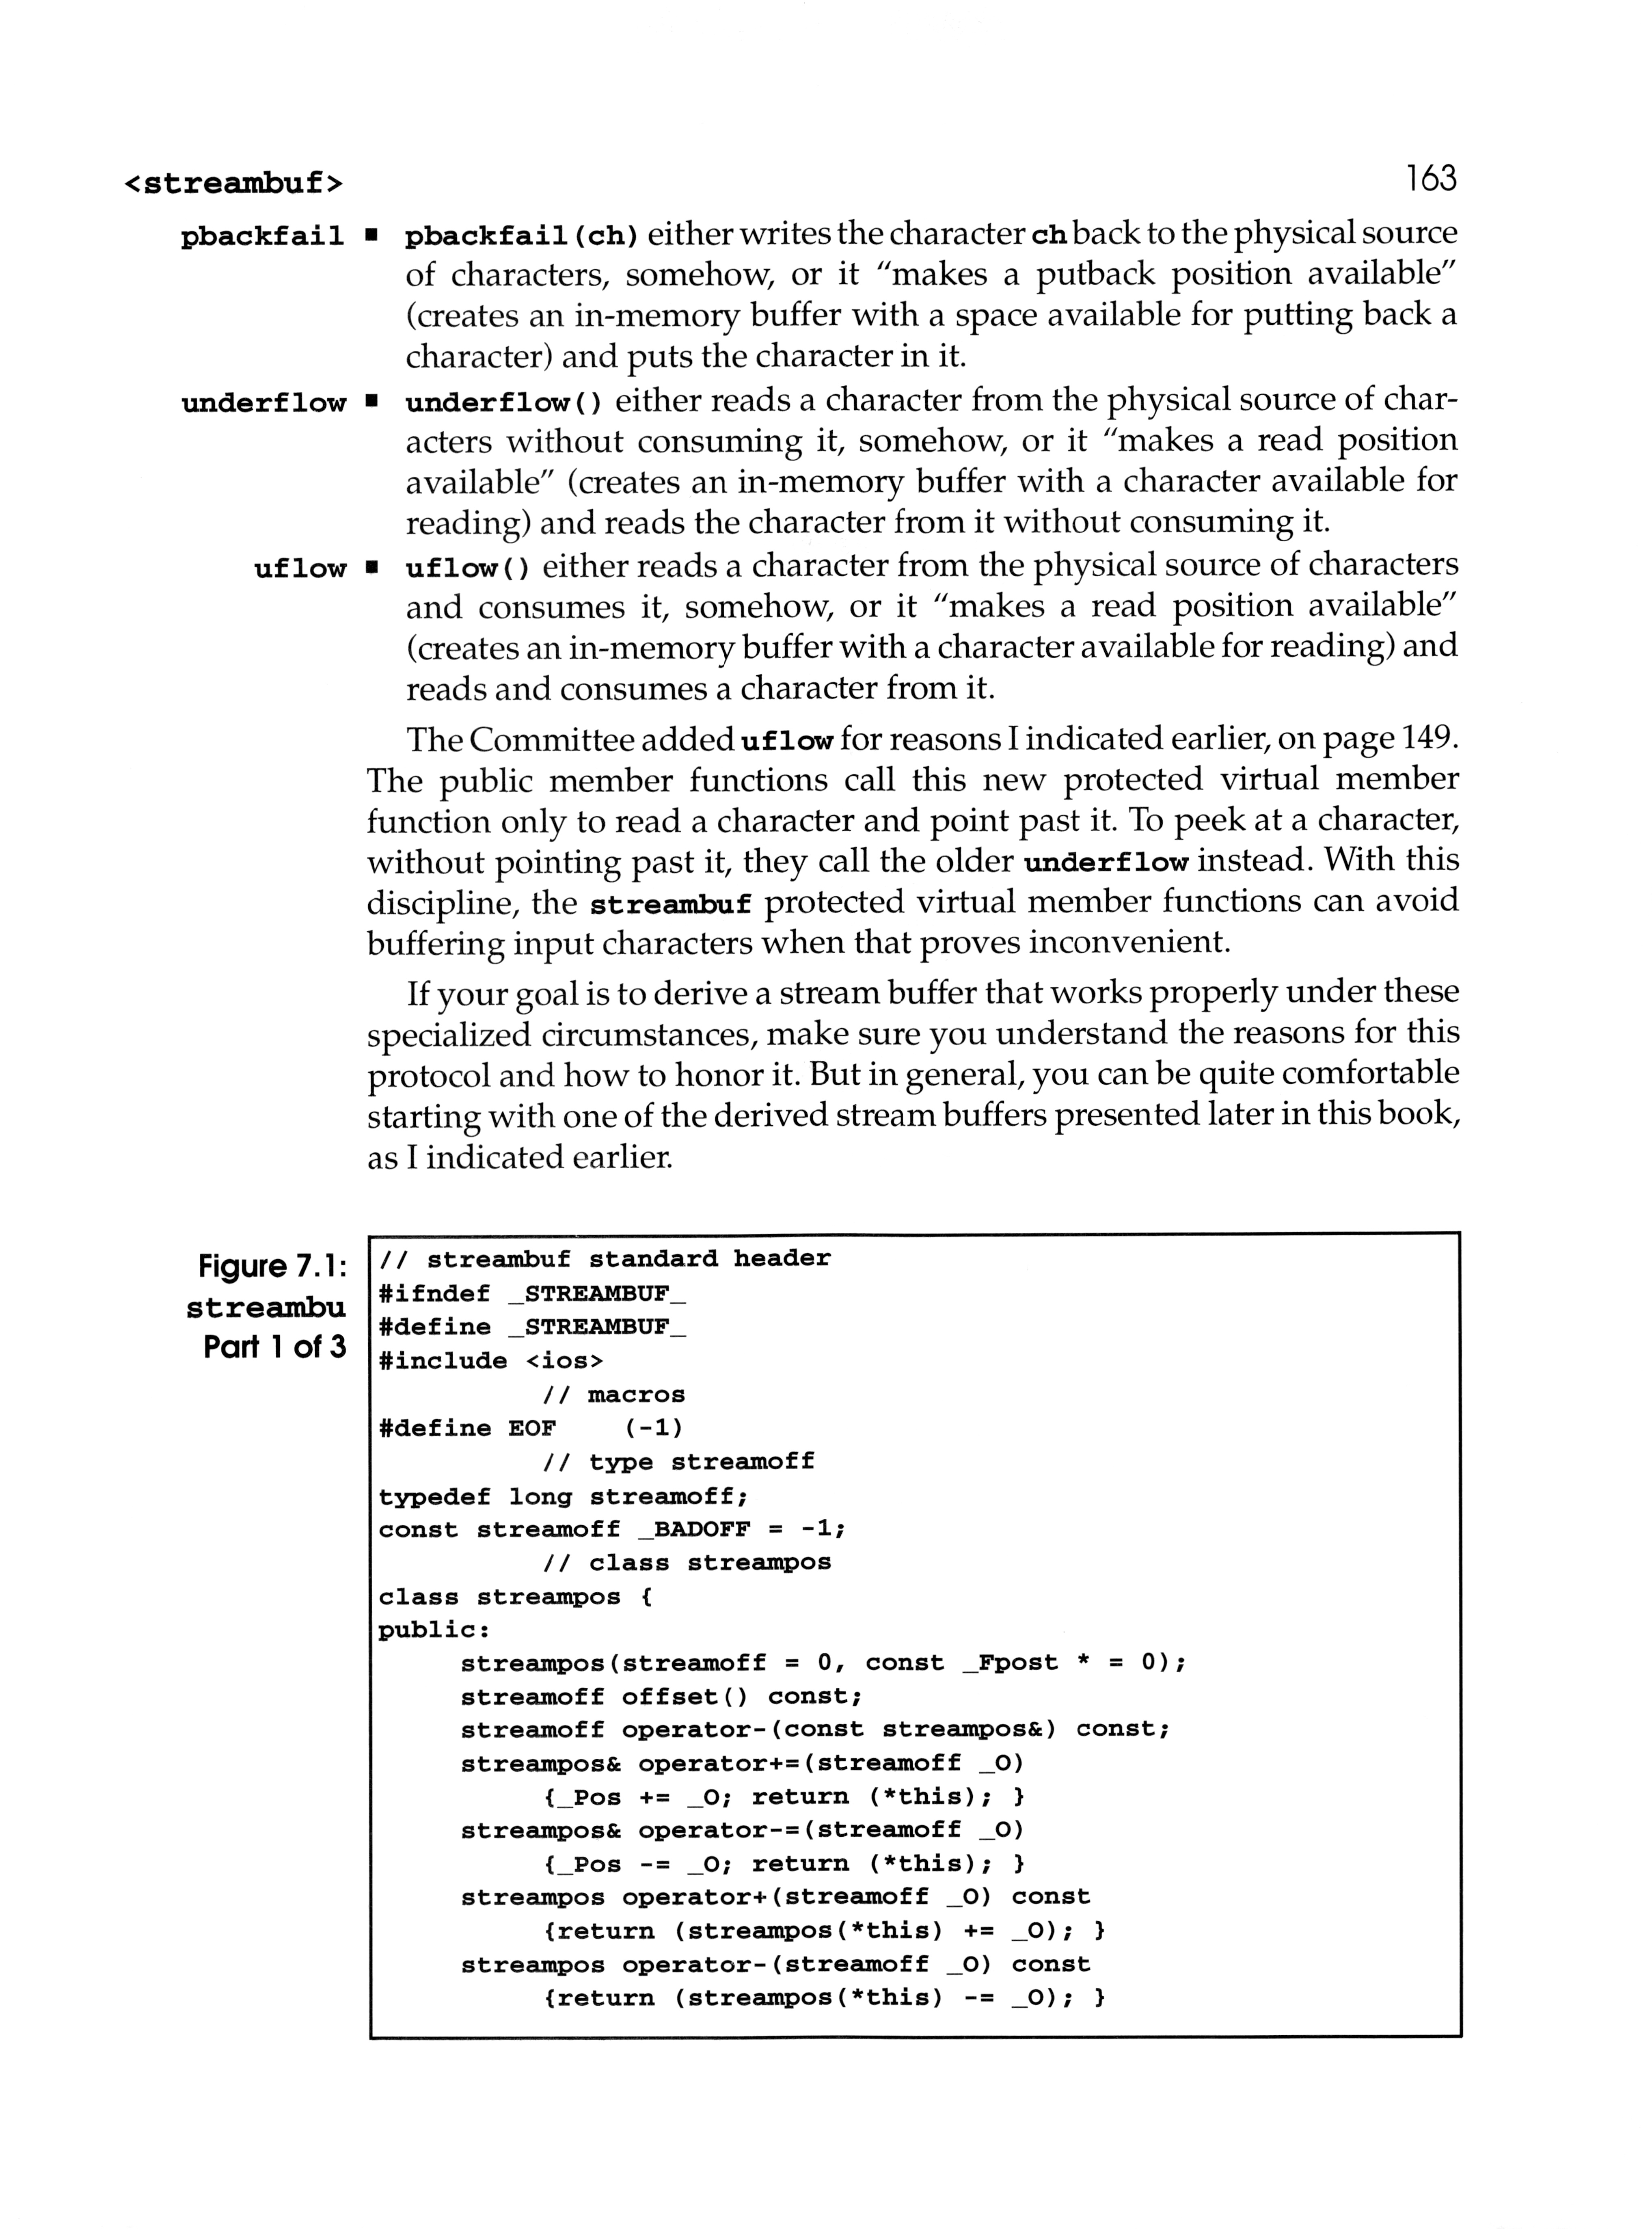 <streambuf> 163
pbackfail ■ pbackfail(ch) either writes the character ch back to the physical source
of characters, somehow, or it “makes a putback position available”
(creates an in-memory buffer with a space available for putting back a
character) and puts the character in it.
underflow ■ underflow() either reads a character from the physical source of char-
acters without consuming it, somehow, or it “makes a read position
available” (creates an in-memory buffer with a character available for
reading) and reads the character from it without consuming it.
uflow ■ uflow() either reads a character from the physical source of characters
and consumes it, somehow, or it “makes a read position available”
(creates an in-memory buffer with a character available for reading) and
reads and consumes a character from it.
The Committee added uflow for reasons I indicated earlier, on page 149.
The public member functions call this new protected virtual member
function only to read a character and point past it. To peek at a character,
without pointing past it, they call the older underflow instead. With this
discipline, the streambuf protected virtual member functions can avoid
buffering input characters when that proves inconvenient.
If your goal is to derive a stream buffer that works properly under these
specialized circumstances, make sure you understand the reasons for this
protocol and how to honor it. But in general, you can be quite comfortable
starting with one of the derived stream buffers presented later in this book,
as I indicated earlier.
Figure 7.1:
streambu
Part 1 of 3
// streambuf standard header
#ifndef _STREAMBUF_
#define _STREAMBUF_
#include <ios>
// macros
#define EOF (-1)
// type streamoff
typedef long streamoff;
const streamoff _BADOFF = -1;
// class streampos
class streampos {
public:
streampos(streamoff = 0, const _Fpost * = 0);
streamoff offset() const;
streamoff operator-(const streampos&) const;
streampos& operator+=(streamoff _O)
{_Pos += _O; return (*this); }
streampos& operator-=(streamoff _O)
{_Pos -= _O; return (*this); }
streampos operator+(streamoff _O) const
{return (streampos(*this) += _O); }
streampos operator-(streamoff _O) const
{return (streampos(*this) -= _O); }